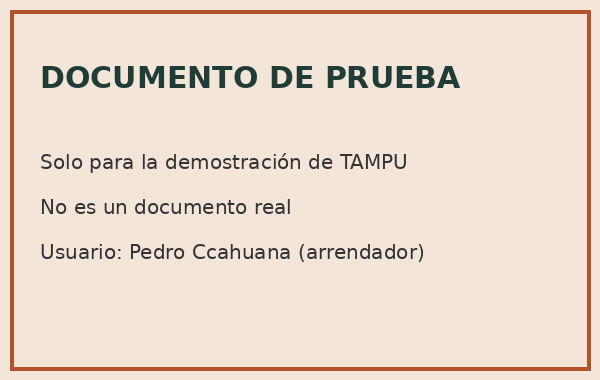 DOCUMENTO DE PRUEBA
Solo para la demostración de TAMPU
No es un documento real
Usuario: Pedro Ccahuana (arrendador)